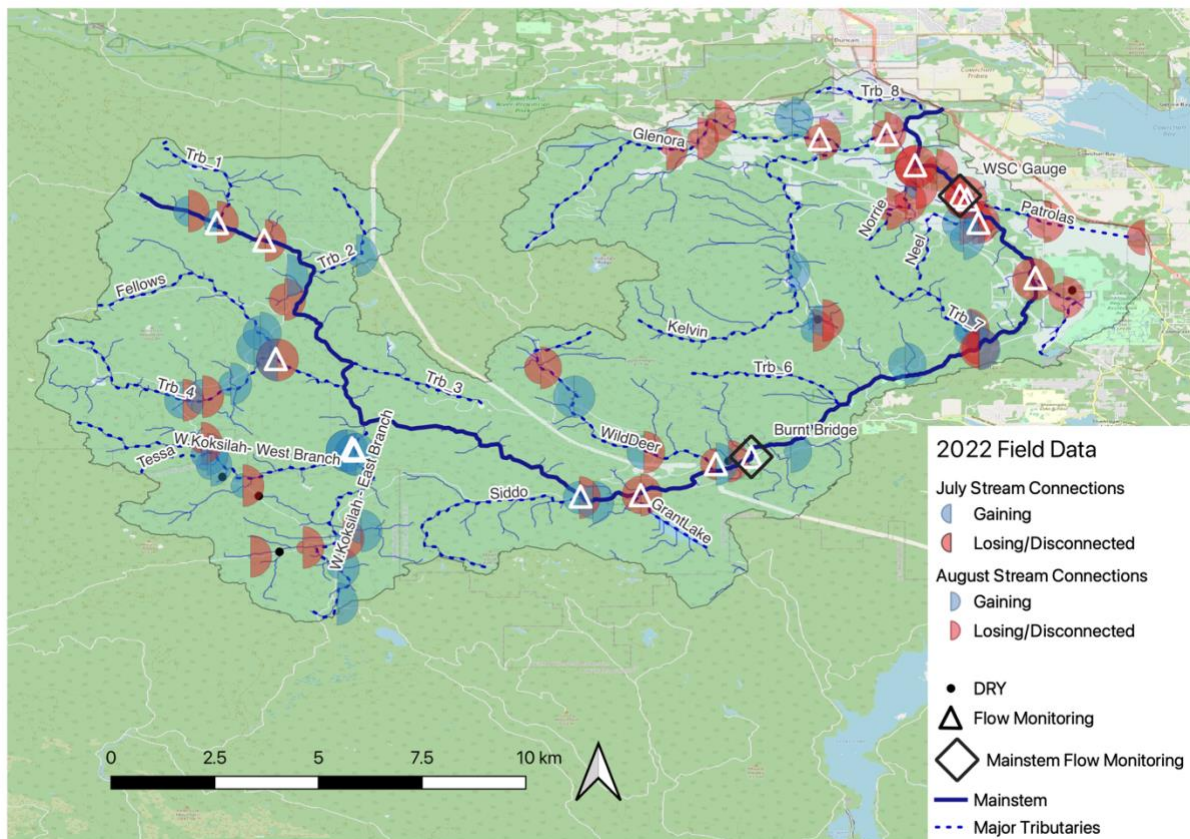 Trb_8
Glenora
WSC Gauge
Trb_1
Patrolas
Norrie
Neel
Trb_2
Fellows
Kelvin
Trb_7
Trb_3
Trb_6
Trb_4
WildDeer
Burnt Bridge
W.Koksilah- West Branch
Tessa
W.Koksilah - East Branch
Siddo
GrantLake
2022 Field Data
July Stream Connections
Gaining
Losing/Disconnected
August Stream Connections
Gaining
Losing/Disconnected
DRY
Flow Monitoring
Mainstem Flow Monitoring
Mainstem
Major Tributaries
0 2.5 5 7.5 10 km